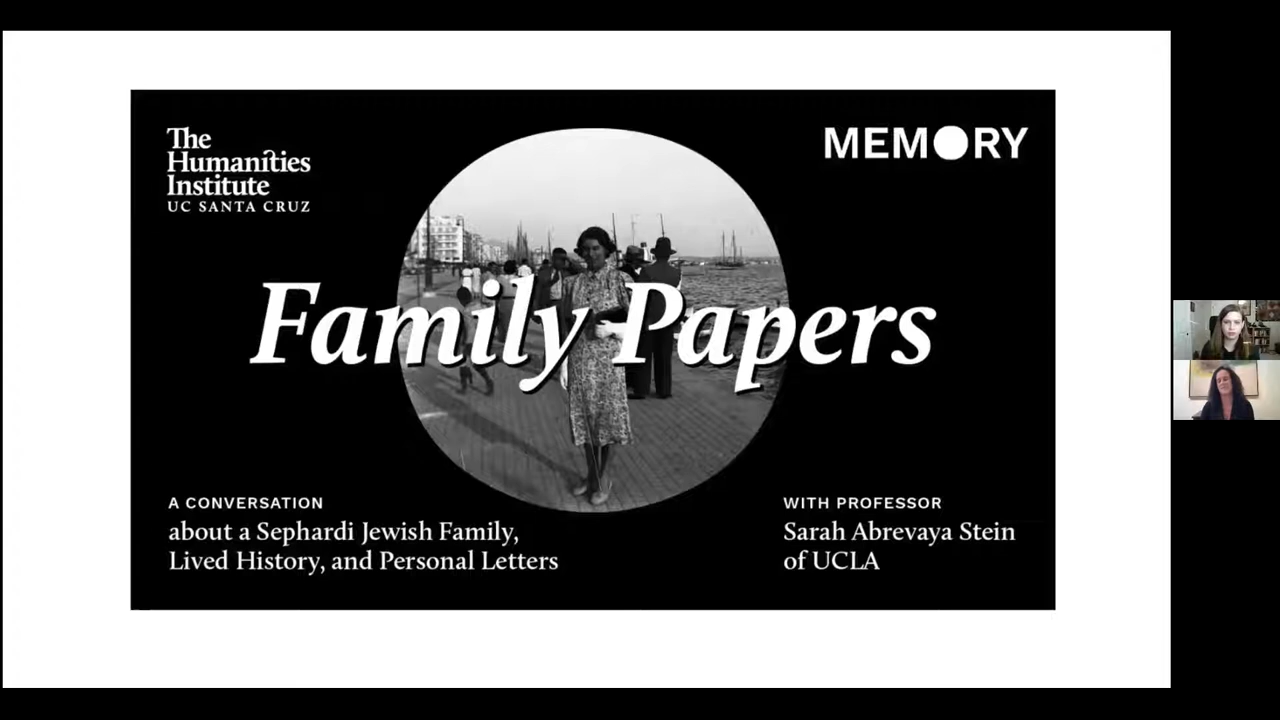 The
Humanities
Institute
UC SANTA CRUZ
MEMORY
Family Papers
A CONVERSATION
about a Sephardi Jewish Family,
Lived History, and Personal Letters
WITH PROFESSOR
Sarah Abrevaya Stein
of UCLA